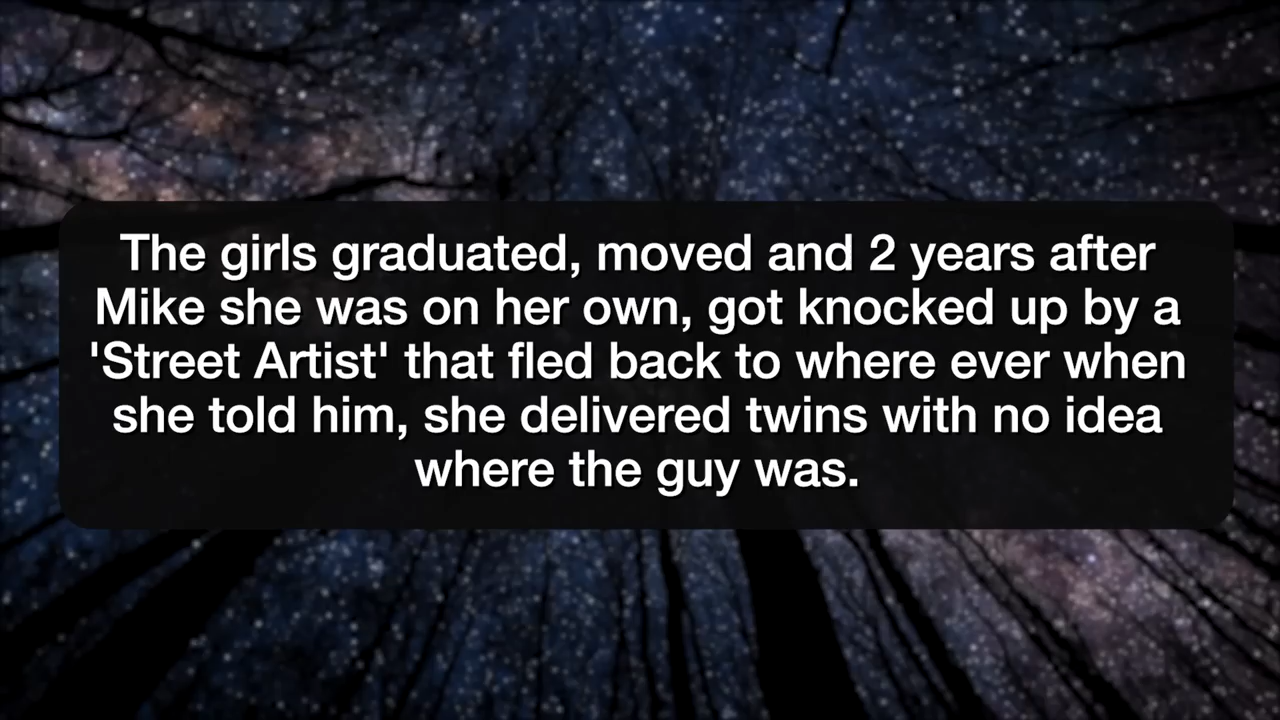 The girls graduated, moved and 2 years after
Mike she was on her own, got knocked up by a
'Street Artist' that fled back to where ever when
she told him, she delivered twins with no idea
where the guy was.